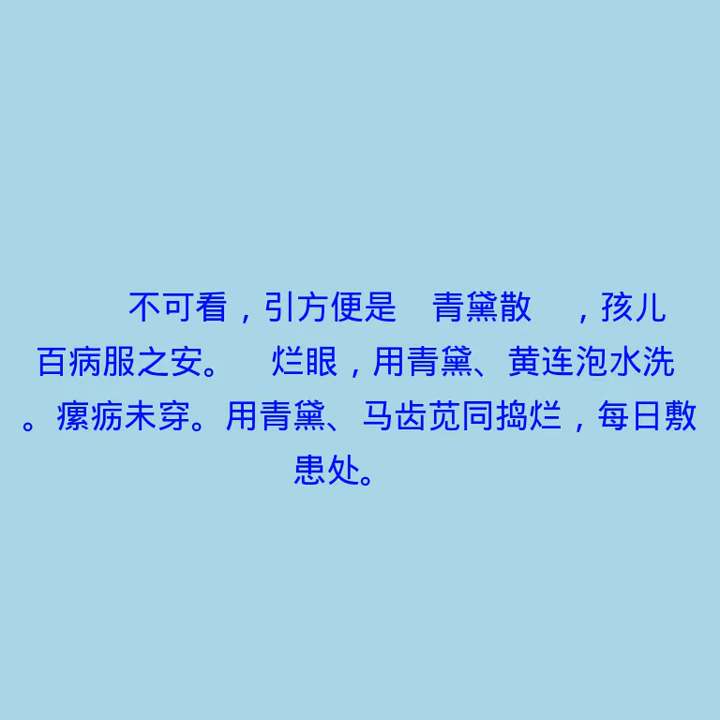 不可看，引方便是　青黛散　，孩儿
百病服之安。　烂眼，用青黛、黄连泡水洗
。瘰疬未穿。用青黛、马齿苋同捣烂，每日敷
患处。